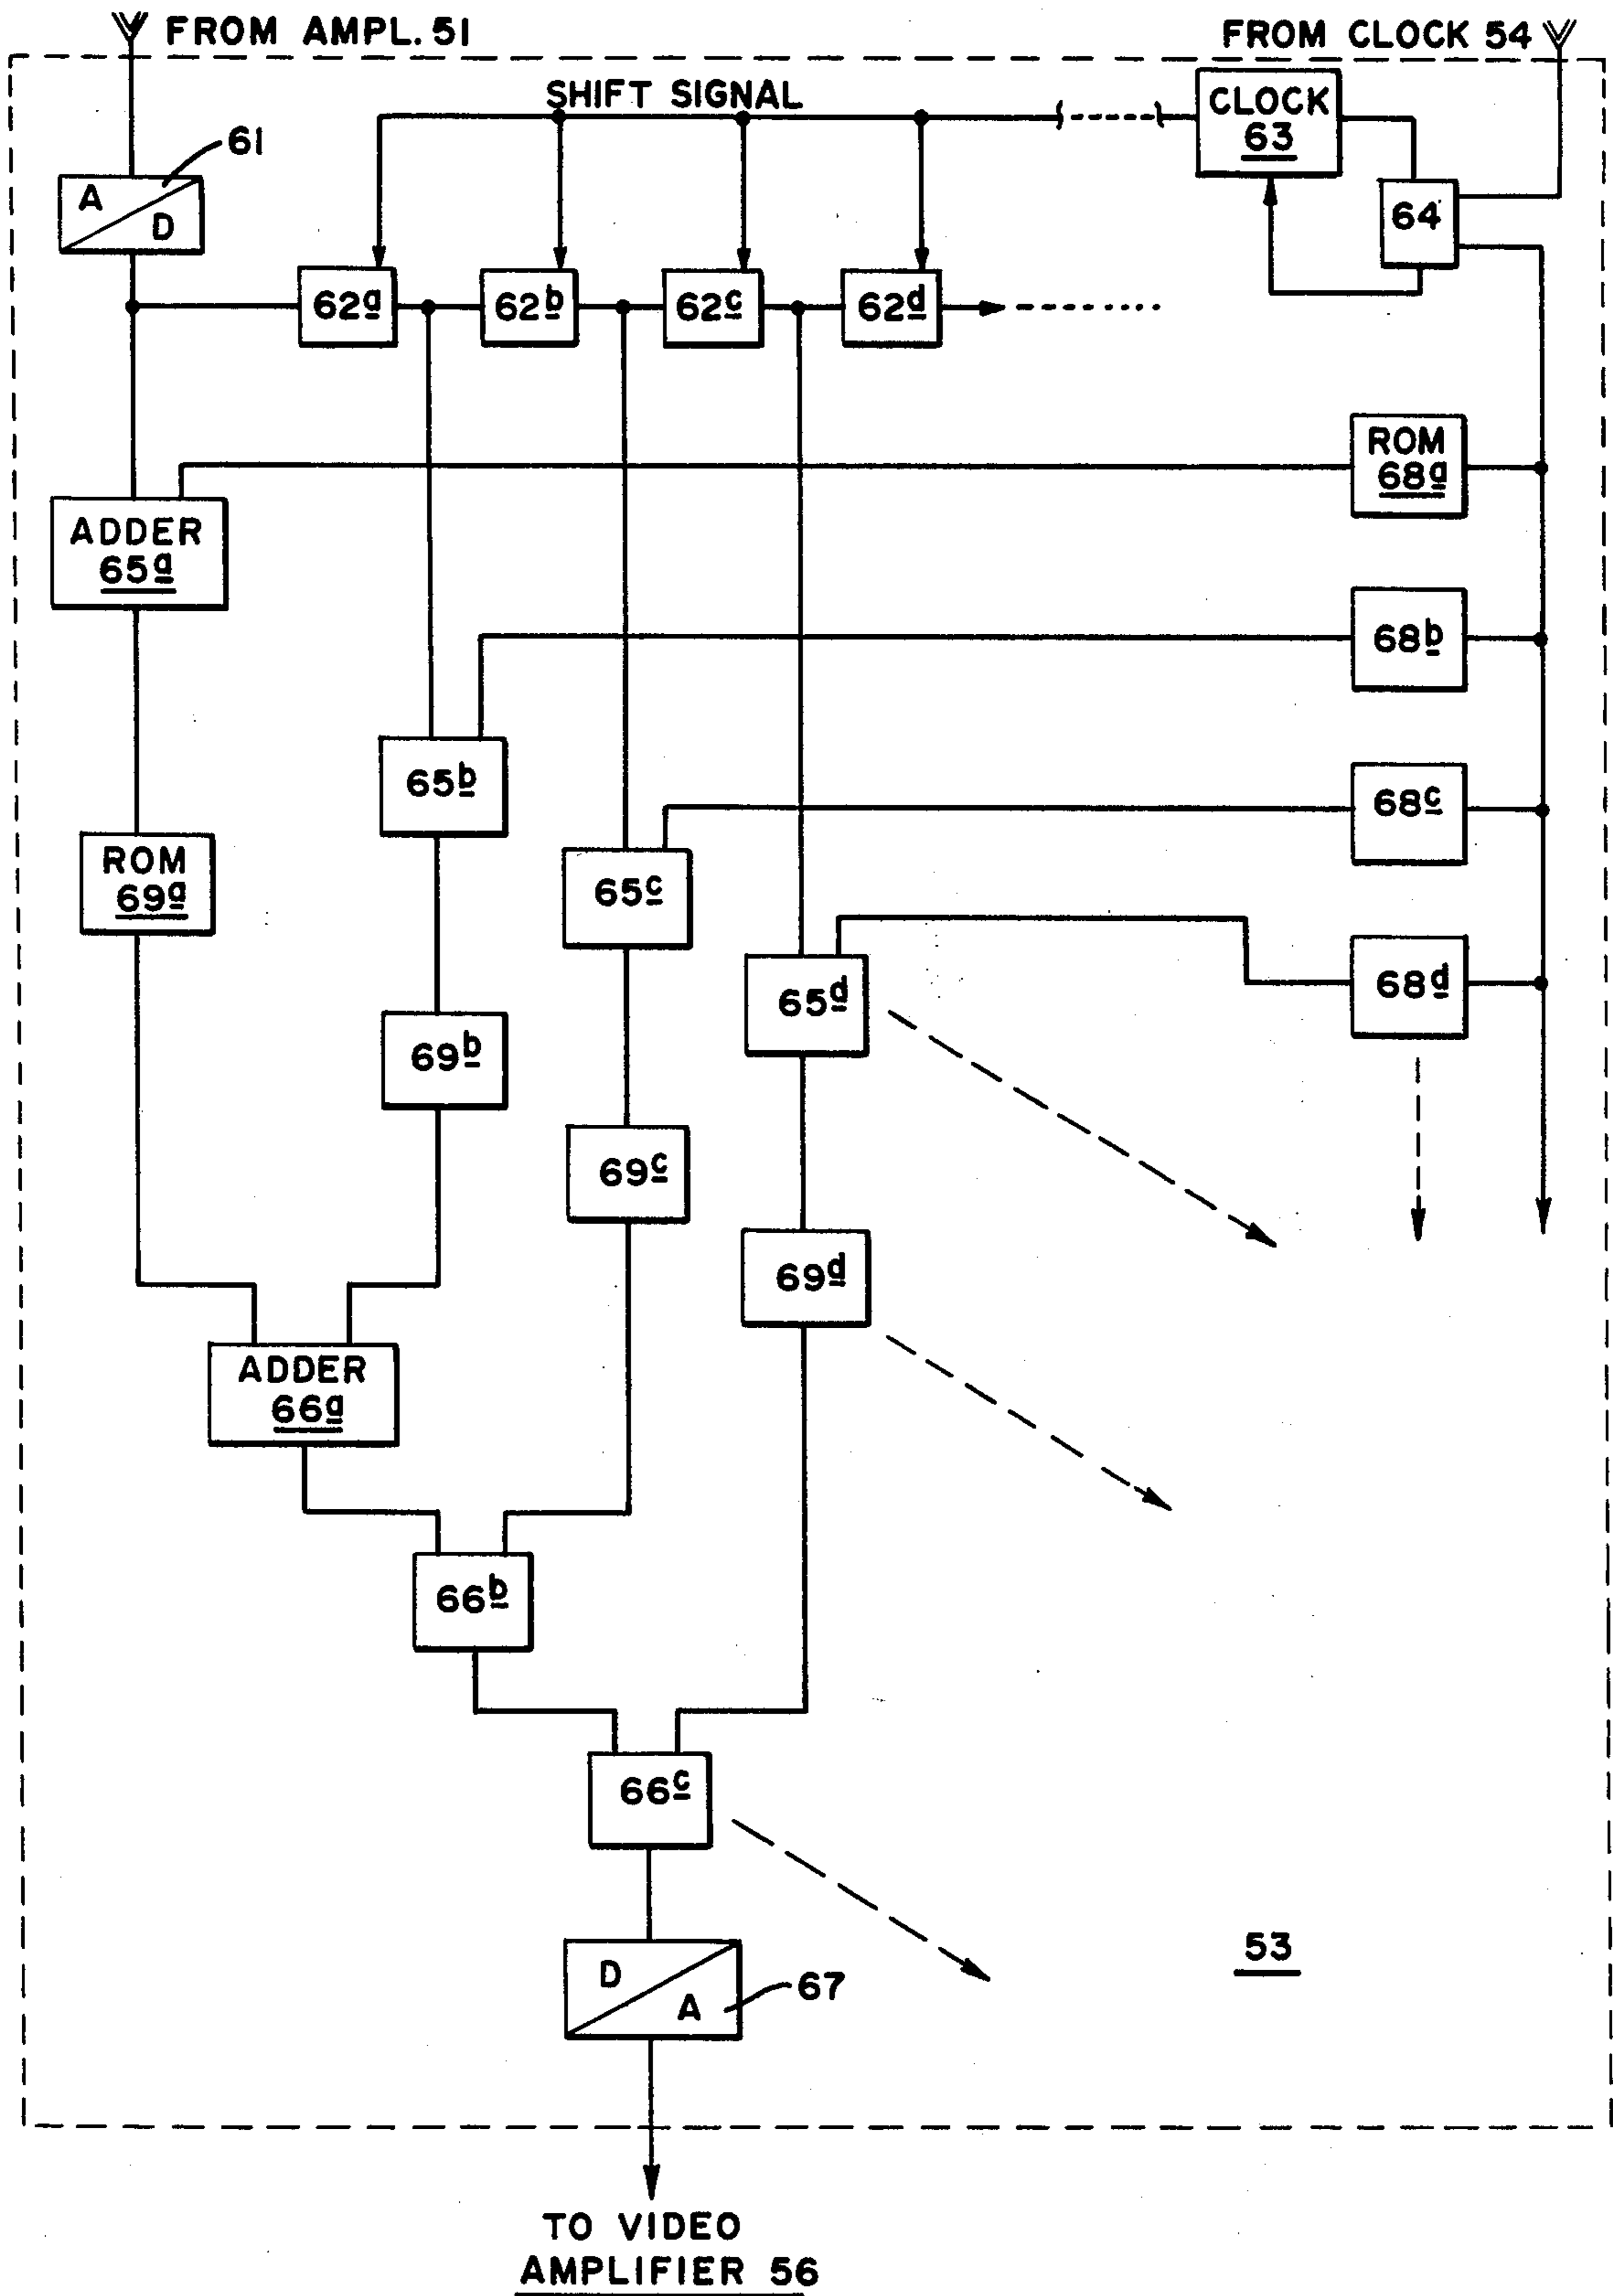 FROM AMPL. 51
FROM CLOCK 54
SHIFT SIGNAL
CLOCK
63
61
A
D
64
62a
62b
62c
62d
ROM
68a
ADDER
65a
68b
65b
68c
ROM
69a
65c
68d
65d
69b
69c
69d
ADDER
66a
66b
66c
53
D
A
67
TO VIDEO
AMPLIFIER 56